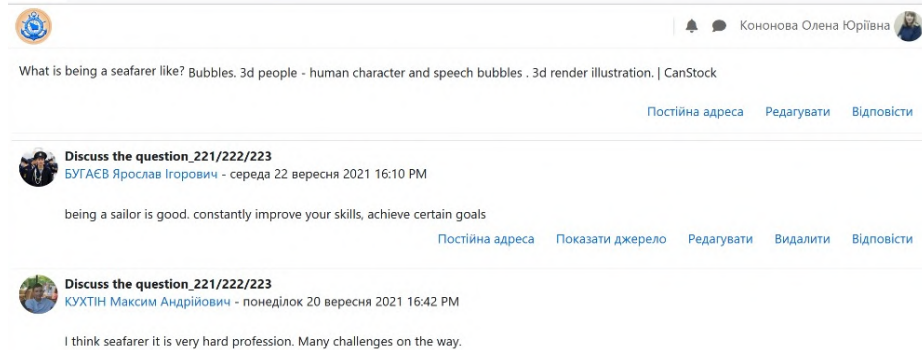 Кононова Олена Юріївна
What is being a seafarer like? Bubbles. 3d people - human character and speech bubbles . 3d render illustration. | CanStock
Постійна адреса Редагувати Відповісти
Discuss the question_221/222/223
БУГАЄВ Ярослав Ігорович - середа 22 вересня 2021 16:10 PM
being a sailor is good. constantly improve your skills, achieve certain goals
Постійна адреса Показати джерело Редагувати Видалити Відповісти
Discuss the question_221/222/223
КУХТІН Максим Андрійович - понеділок 20 вересня 2021 16:42 PM
I think seafarer it is very hard profession. Many challenges on the way.